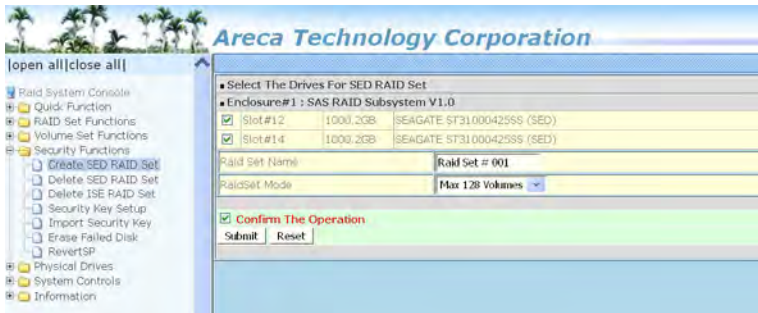 Areca Technology Corporation
|open all|close all|
Raid System Console
Quick Function
RAID Set Functions
Volume Set Functions
Security Functions
Create SED RAID Set
Delete SED RAID Set
Delete ISE RAID Set
Security Key Setup
Import Security Key
Erase Failed Disk
RevertSP
Physical Drives
System Controls
Information
▪ Select The Drives For SED RAID Set
▪ Enclosure#1 : SAS RAID Subsystem V1.0
Slot#12 1000.2GB SEAGATE ST31000425SS (SED)
Slot#14 1000.2GB SEAGATE ST31000425SS (SED)
Raid Set Name Raid Set # 001
RaidSet Mode Max 128 Volumes
Confirm The Operation
Submit Reset